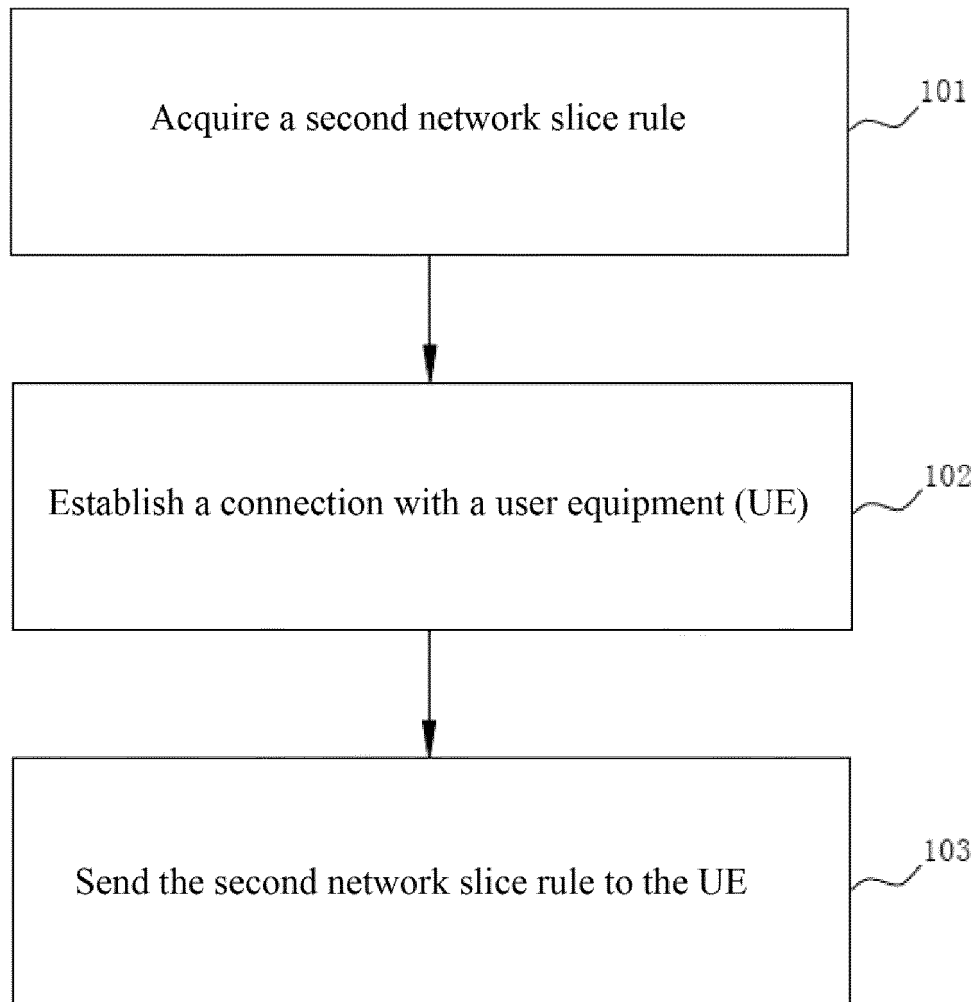 Acquire a second network slice rule
101
Establish a connection with a user equipment (UE)
102
Send the second network slice rule to the UE
103